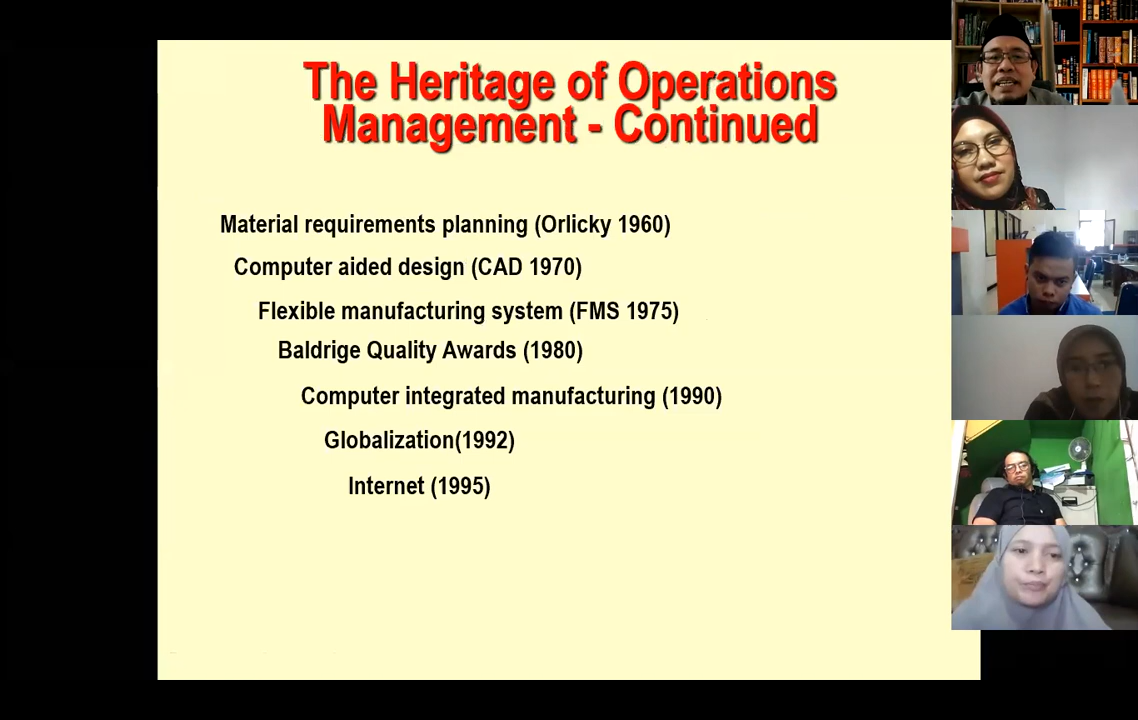 The Heritage of Operations
Management - Continued
Material requirements planning (Orlicky 1960)
Computer aided design (CAD 1970)
Flexible manufacturing system (FMS 1975)
Baldrige Quality Awards (1980)
Computer integrated manufacturing (1990)
Globalization(1992)
Internet (1995)